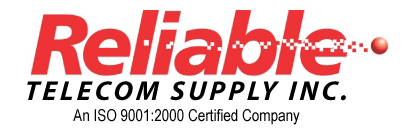 Reliable
TELECOM SUPPLY INC.
An ISO 9001:2000 Certified Company